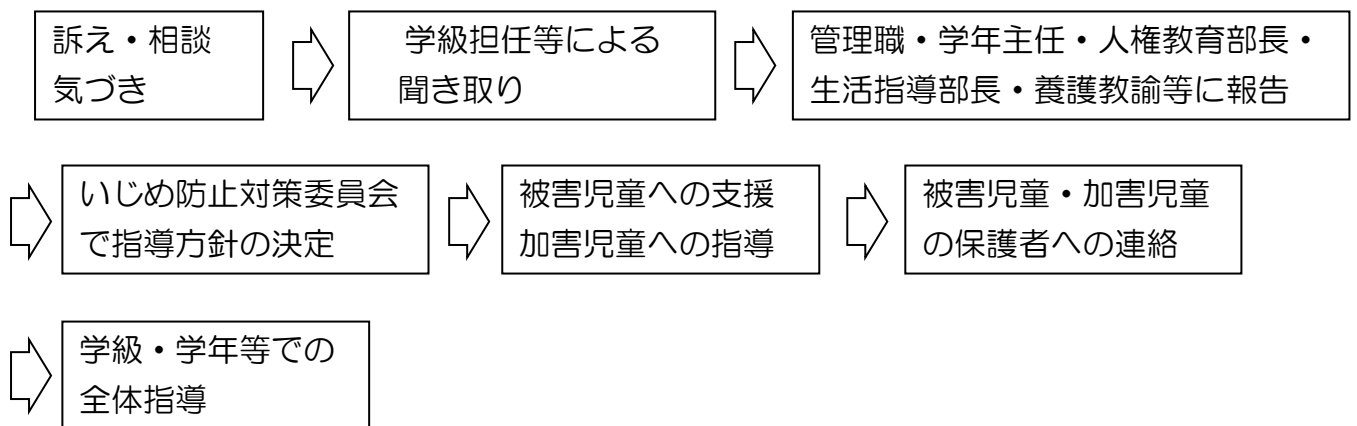 訴え・相談
気づき
学級担任等による
聞き取り
管理職・学年主任・人権教育部長・
生活指導部長・養護教諭等に報告
いじめ防止対策委員会
で指導方針の決定
被害児童への支援
加害児童への指導
被害児童・加害児童
の保護者への連絡
学級・学年等での
全体指導